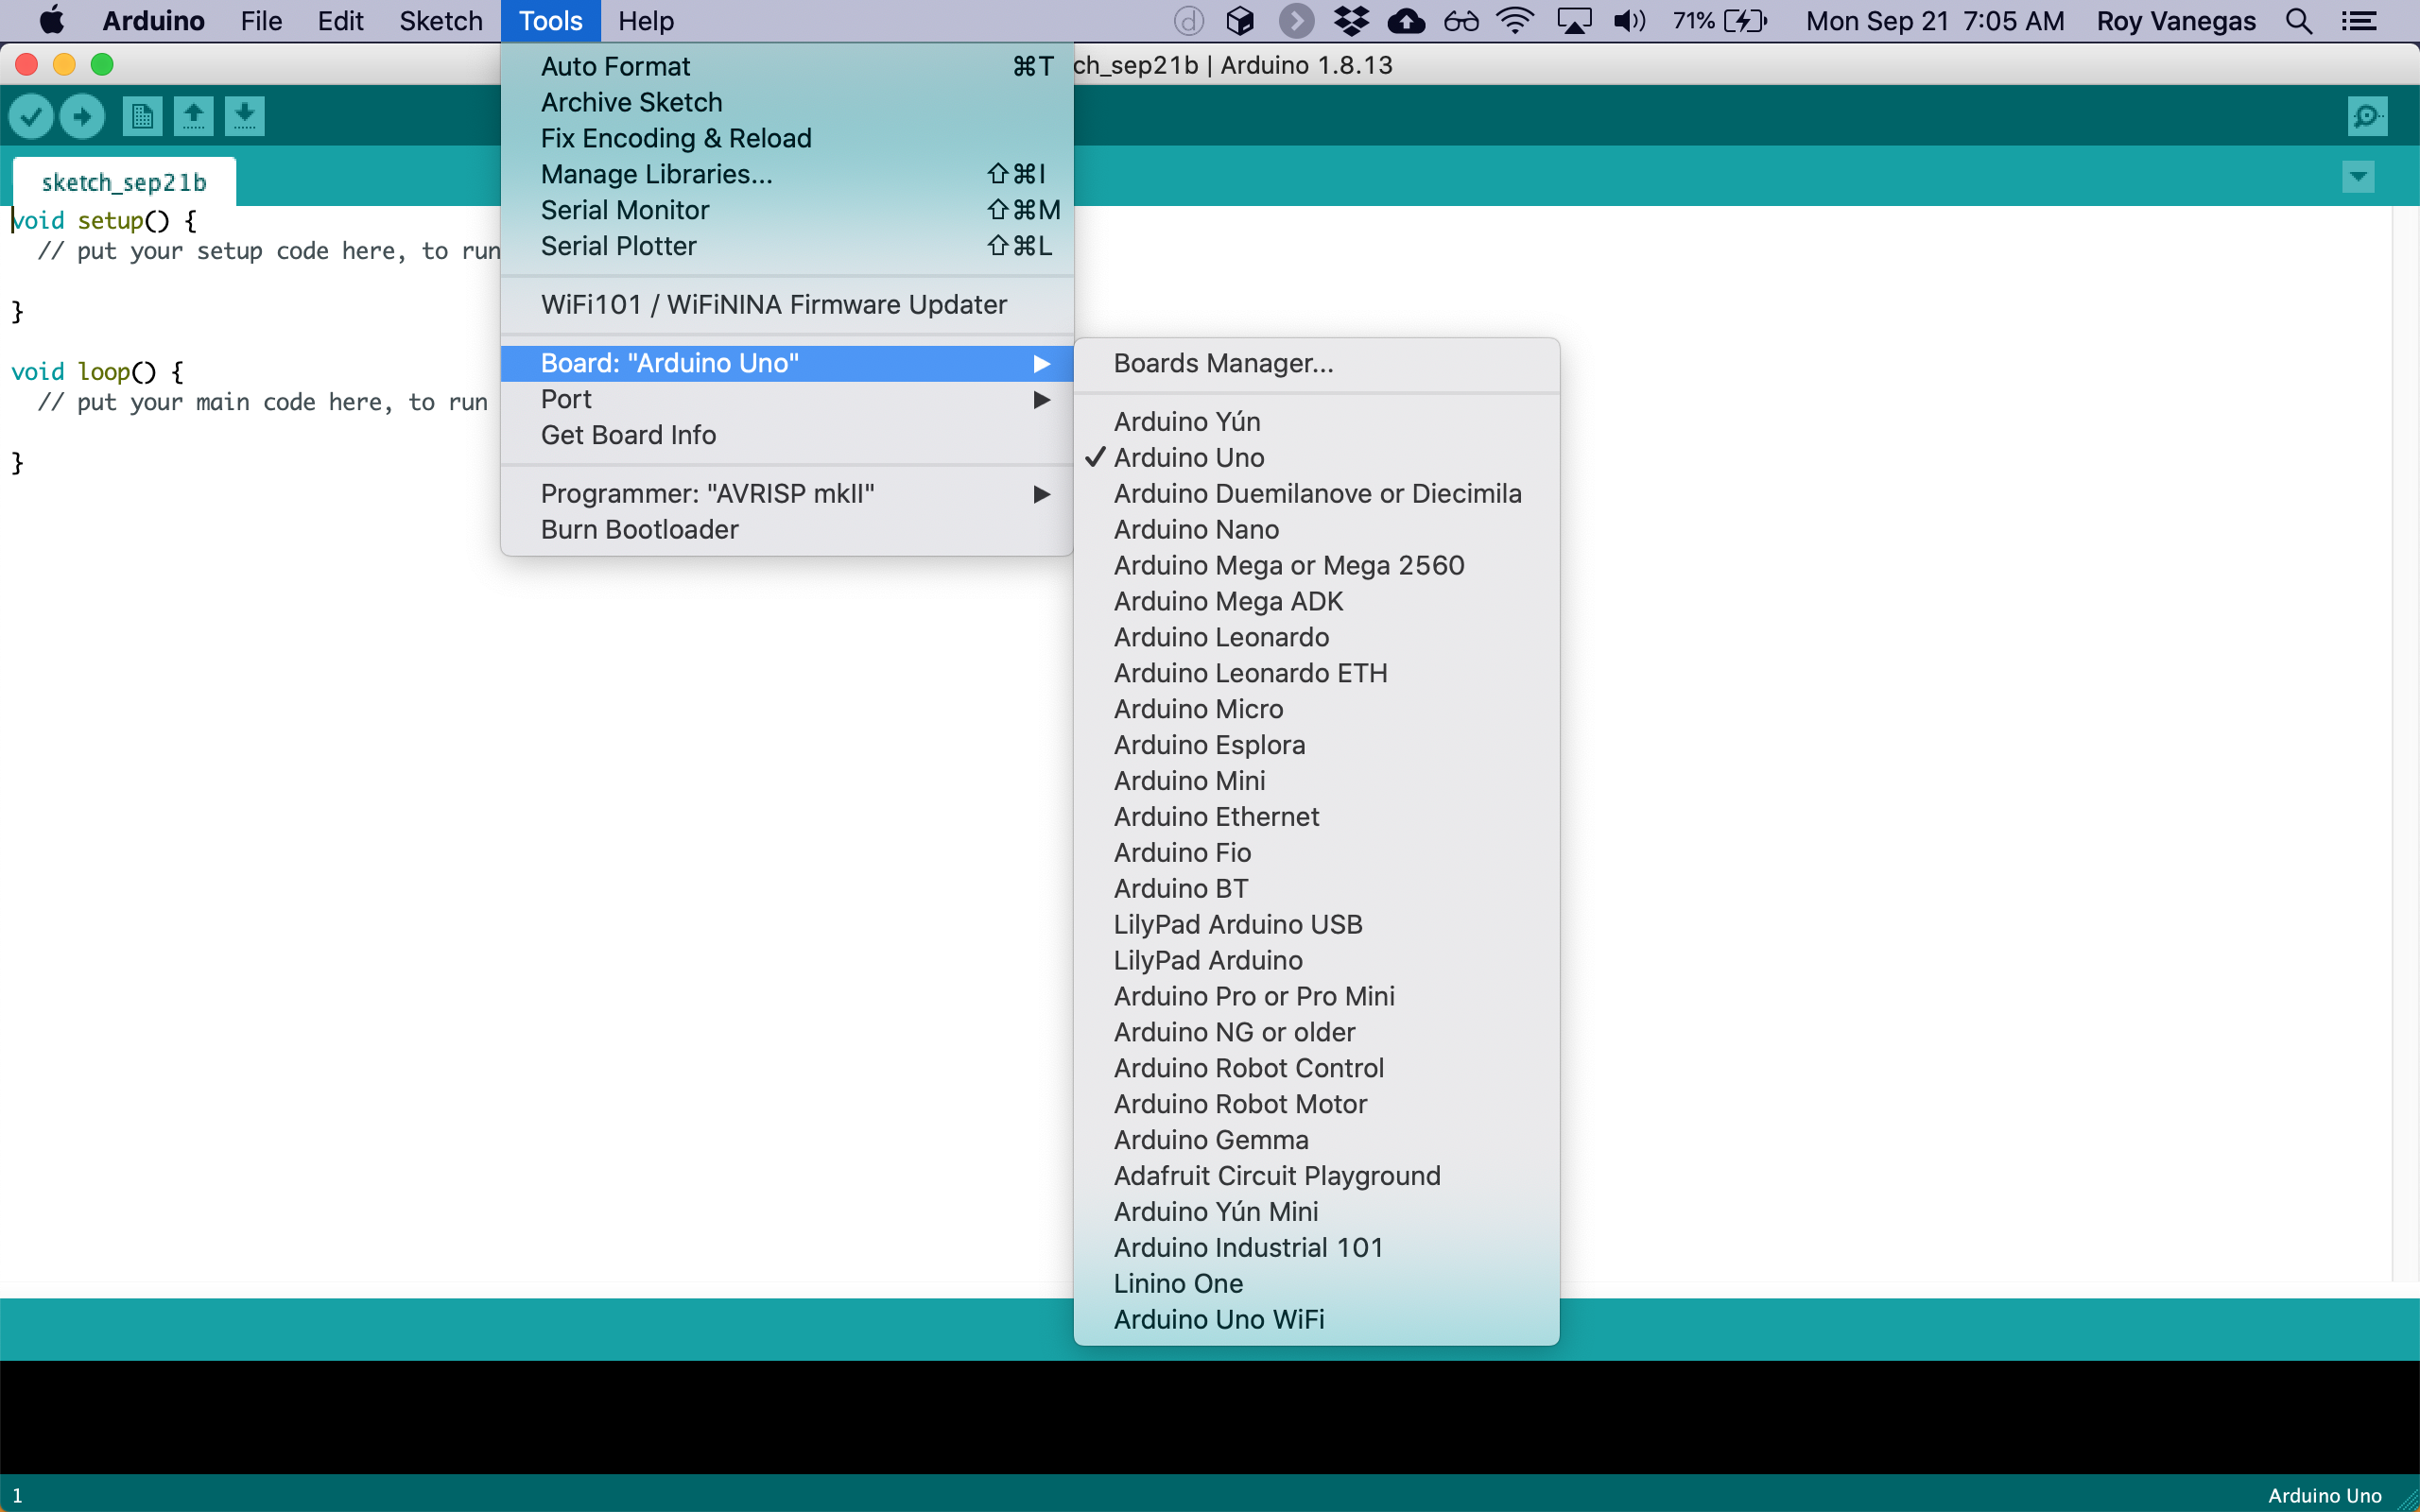 Arduino File Edit Sketch Tools Help 71% Mon Sep 21 7:05 AM Roy Vanegas
ch_sep21b | Arduino 1.8.13
sketch_sep21b
void setup() {
// put your setup code here, to run
}
void loop() {
// put your main code here, to run
}
Auto Format ⌘T
Archive Sketch
Fix Encoding & Reload
Manage Libraries... ⇧⌘I
Serial Monitor ⇧⌘M
Serial Plotter ⇧⌘L
WiFi101 / WiFiNINA Firmware Updater
Board: "Arduino Uno"
Port
Get Board Info
Programmer: "AVRISP mkII"
Burn Bootloader
Boards Manager...
Arduino Yún
✓ Arduino Uno
Arduino Duemilanove or Diecimila
Arduino Nano
Arduino Mega or Mega 2560
Arduino Mega ADK
Arduino Leonardo
Arduino Leonardo ETH
Arduino Micro
Arduino Esplora
Arduino Mini
Arduino Ethernet
Arduino Fio
Arduino BT
LilyPad Arduino USB
LilyPad Arduino
Arduino Pro or Pro Mini
Arduino NG or older
Arduino Robot Control
Arduino Robot Motor
Arduino Gemma
Adafruit Circuit Playground
Arduino Yún Mini
Arduino Industrial 101
Linino One
Arduino Uno WiFi
1 Arduino Uno